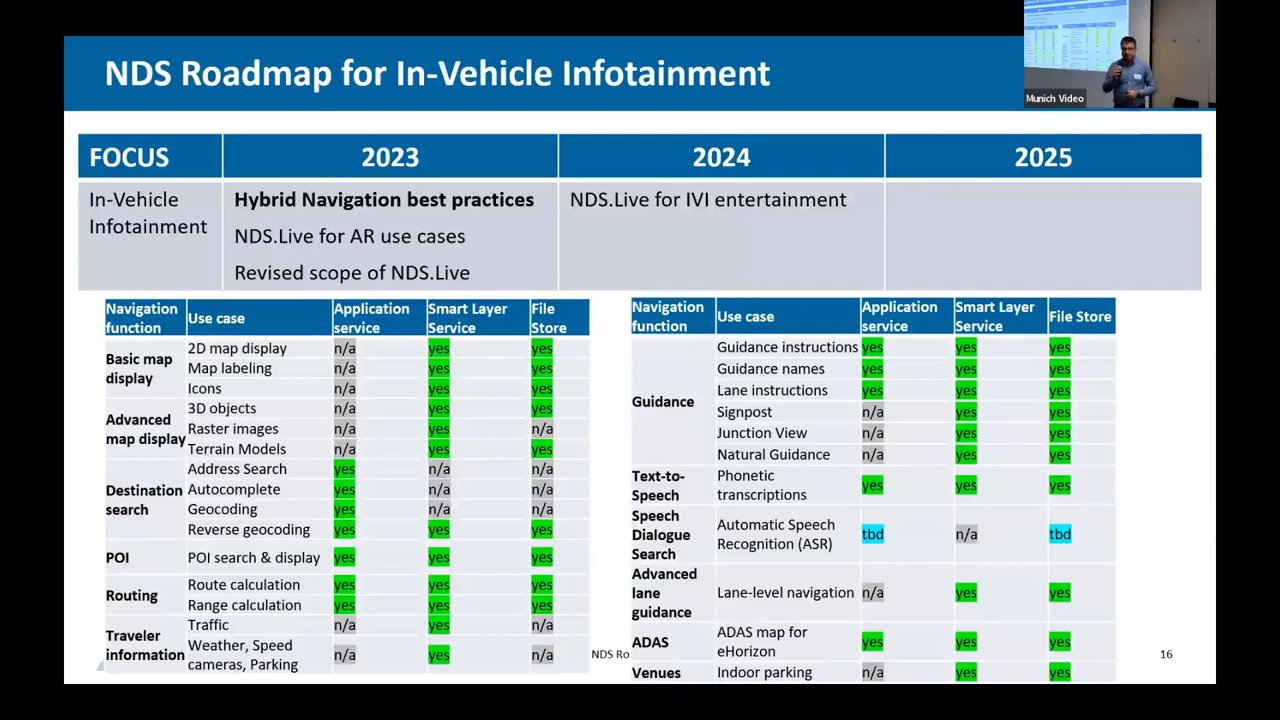 NDS Roadmap for In-Vehicle Infotainment
Munich Video
FOCUS 2023 2024 2025
In-Vehicle Infotainment
Hybrid Navigation best practices
NDS.Live for AR use cases
Revised scope of NDS.Live
NDS.Live for IVI entertainment
Navigation function Use case Application service Smart Layer Service File Store
Basic map display
2D map display n/a yes yes
Map labeling n/a yes yes
Icons n/a yes yes
Advanced map display
3D objects n/a yes yes
Raster images n/a yes n/a
Terrain Models n/a yes yes
Destination search
Address Search yes n/a n/a
Autocomplete yes n/a n/a
Geocoding yes n/a n/a
Reverse geocoding yes yes yes
POI POI search & display yes yes yes
Routing
Route calculation yes yes yes
Range calculation yes yes yes
Traveler information
Traffic n/a yes n/a
Weather, Speed cameras, Parking n/a yes n/a
Navigation function Use case Application service Smart Layer Service File Store
Guidance
Guidance instructions yes yes yes
Guidance names yes yes yes
Lane instructions yes yes yes
Signpost n/a yes yes
Junction View n/a yes yes
Natural Guidance n/a yes yes
Text-to-Speech Phonetic transcriptions yes yes yes
Speech Dialogue Search Automatic Speech Recognition (ASR) tbd n/a tbd
Advanced lane guidance Lane-level navigation n/a yes yes
ADAS ADAS map for eHorizon yes yes yes
Venues Indoor parking n/a yes yes
NDS Ro
16